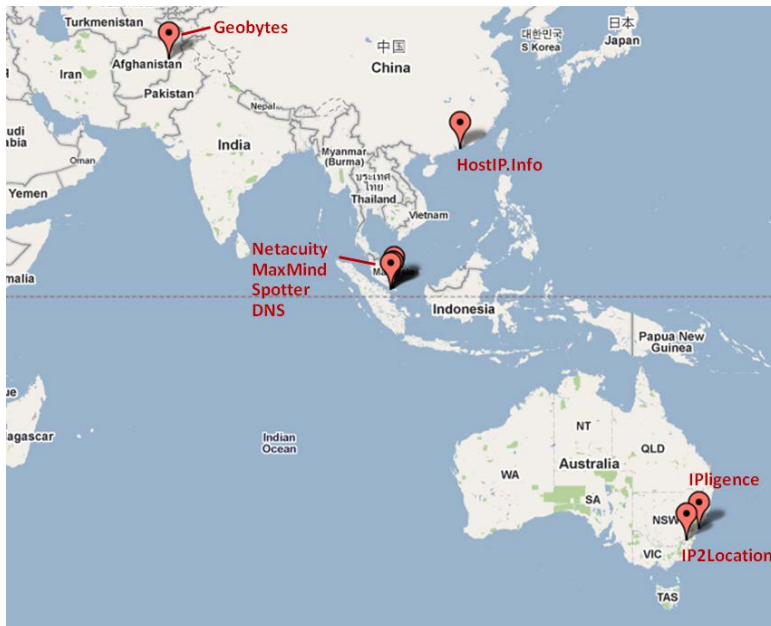 Turkmenistan
Geobytes
日本
Japan
대한민국
S Korea
中国
China
Afghanistan
Iran
Pakistan
Nepal
udi
abia
Oman
India
Myanmar
(Burma)
HostIP.Info
Yemen
ประเทศ
ไทย
Thailand
Vietnam
Netacuity
MaxMind
Spotter
DNS
malia
Ma
Indonesia
Papua New
Guinea
ue
agascar
Indian
Ocean
NT
QLD
WA
Australia
SA
IPligence
NSW
VIC
IP2Location
TAS